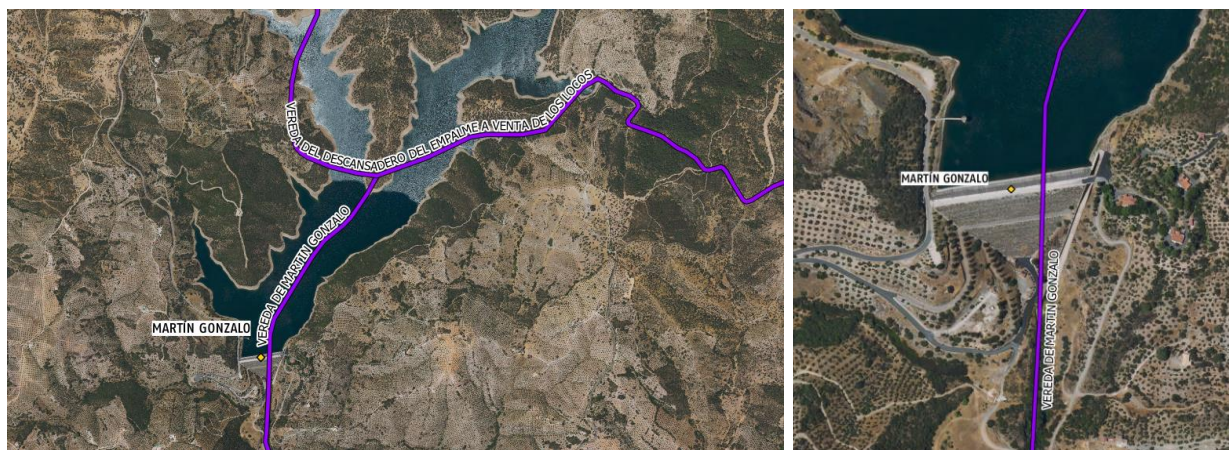 VEREDA DEL DESCANSADERO DEL EMPALME A VENTA DE LOS LOCOS
VEREDA DE MARTÍN GONZALO
MARTÍN GONZALO
MARTÍN GONZALO
VEREDA DE MARTÍN GONZALO